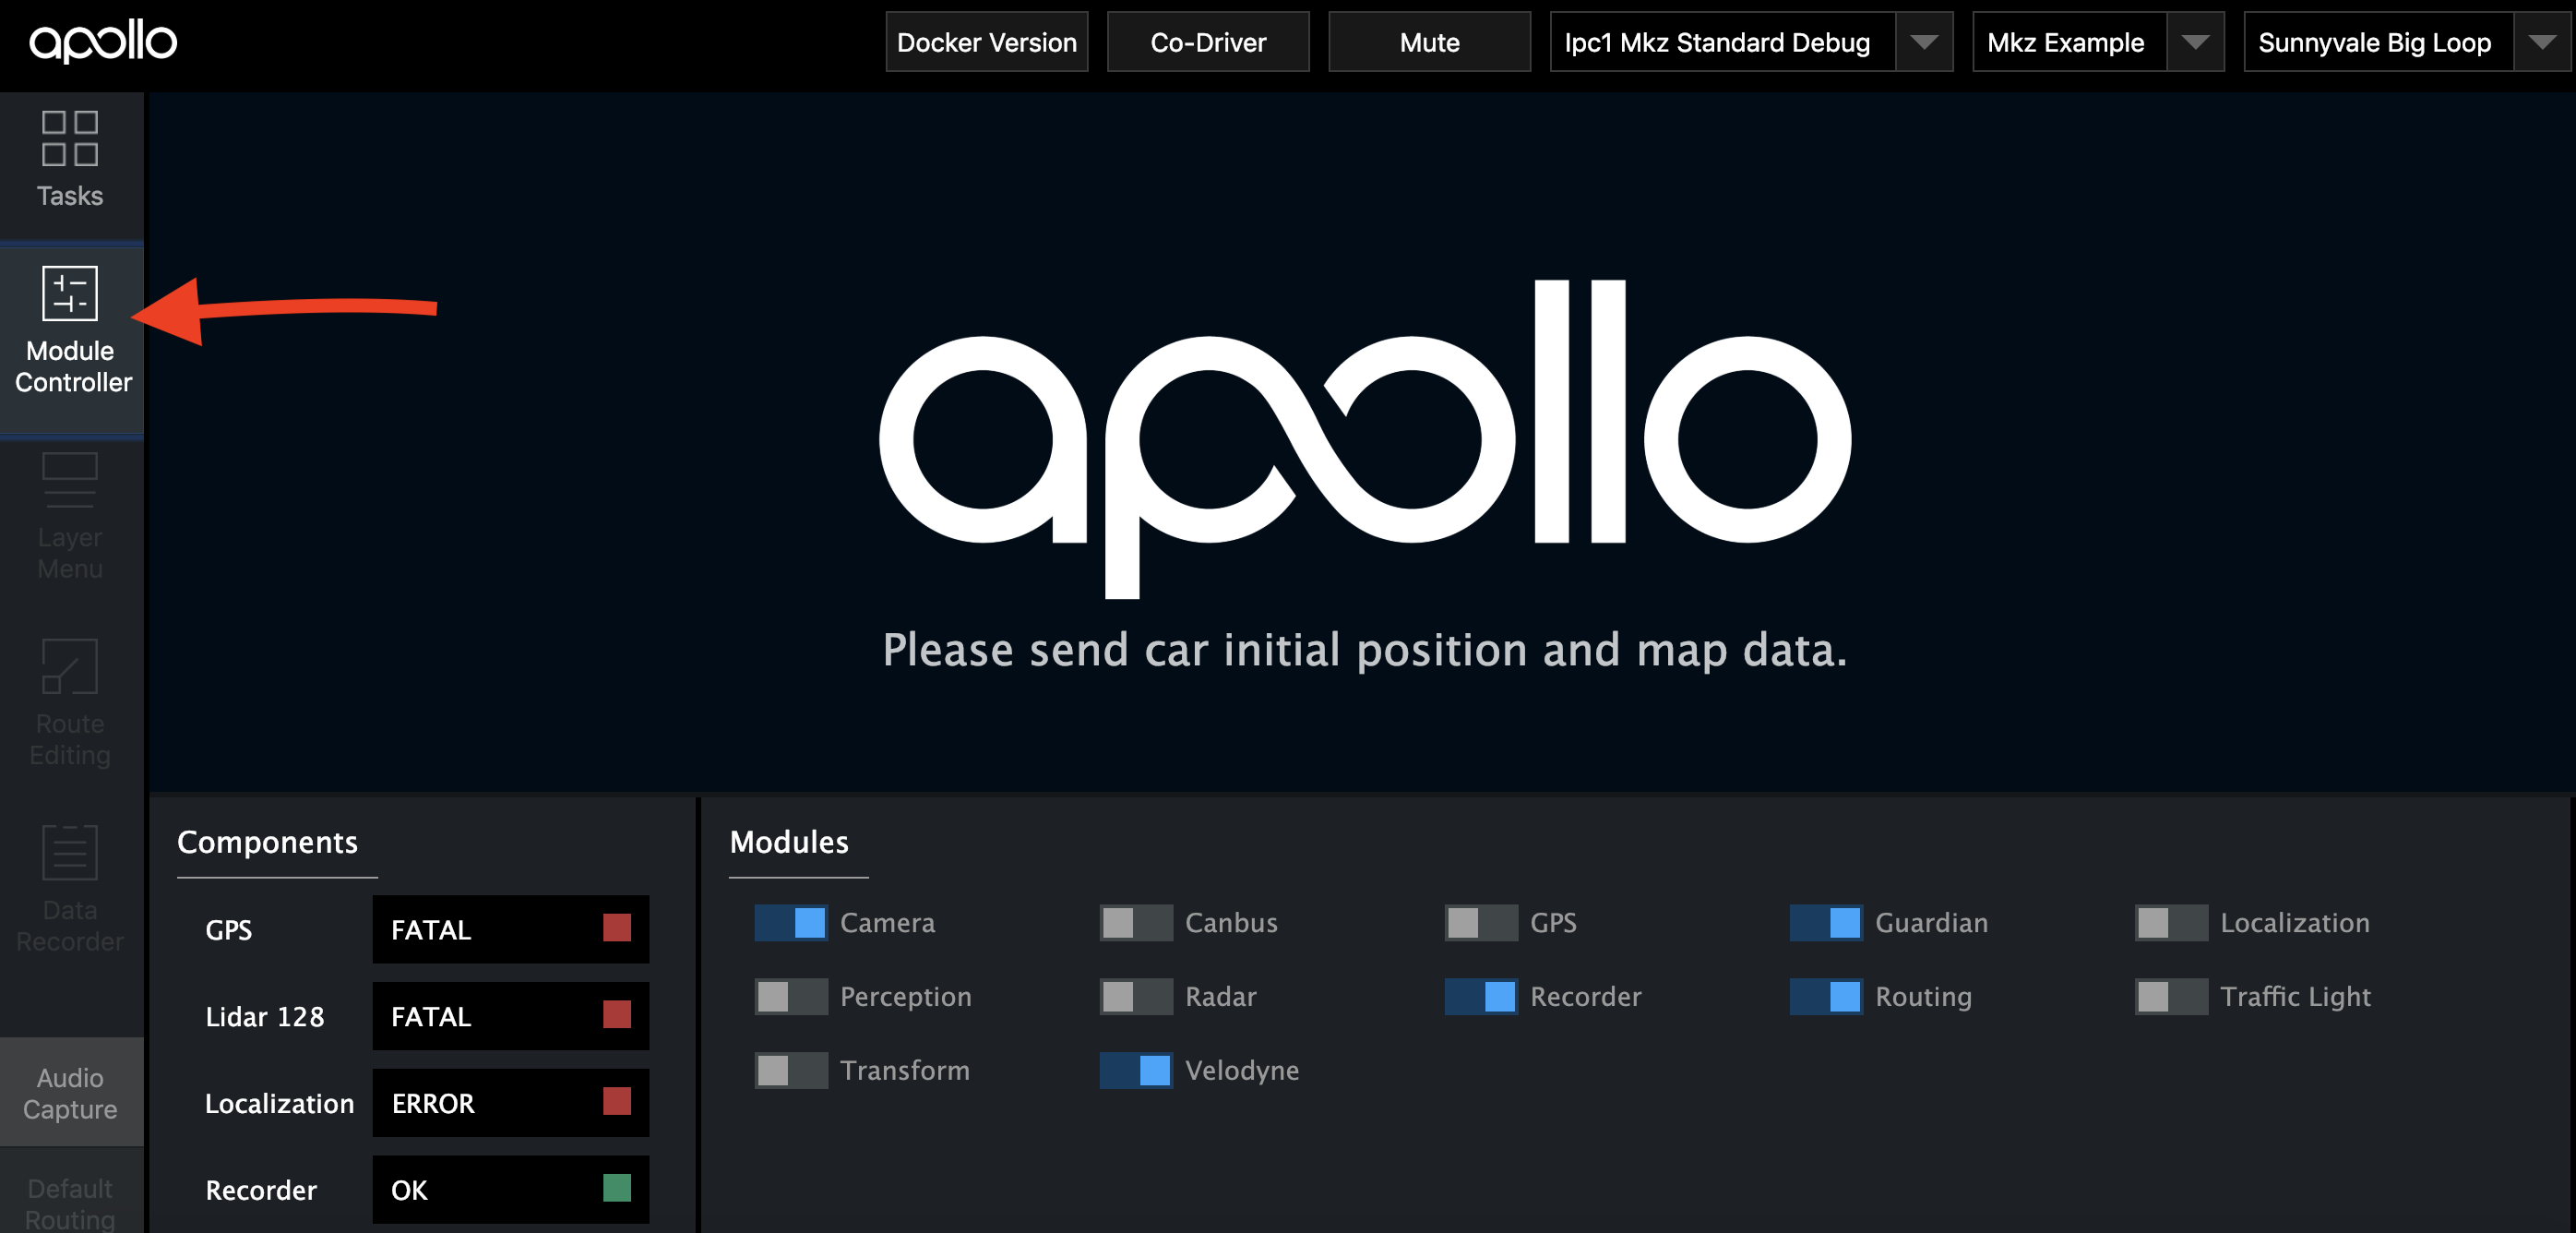 apollo
Docker Version
Co-Driver
Mute
Ipc1 Mkz Standard Debug
Mkz Example
Sunnyvale Big Loop
Tasks
Module
Controller
Layer
Menu
Route
Editing
Data
Recorder
Audio
Capture
Default
Routing
apollo
Please send car initial position and map data.
Components
GPS FATAL
Lidar 128 FATAL
Localization ERROR
Recorder OK
Modules
Camera Canbus GPS Guardian Localization
Perception Radar Recorder Routing Traffic Light
Transform Velodyne